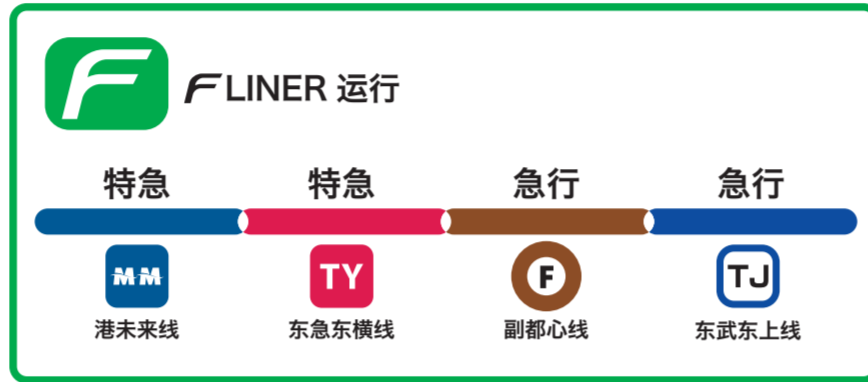 F
F LINER 运行
特急 特急 急行 急行
MM TY F TJ
港未来线 东急东横线 副都心线 东武东上线